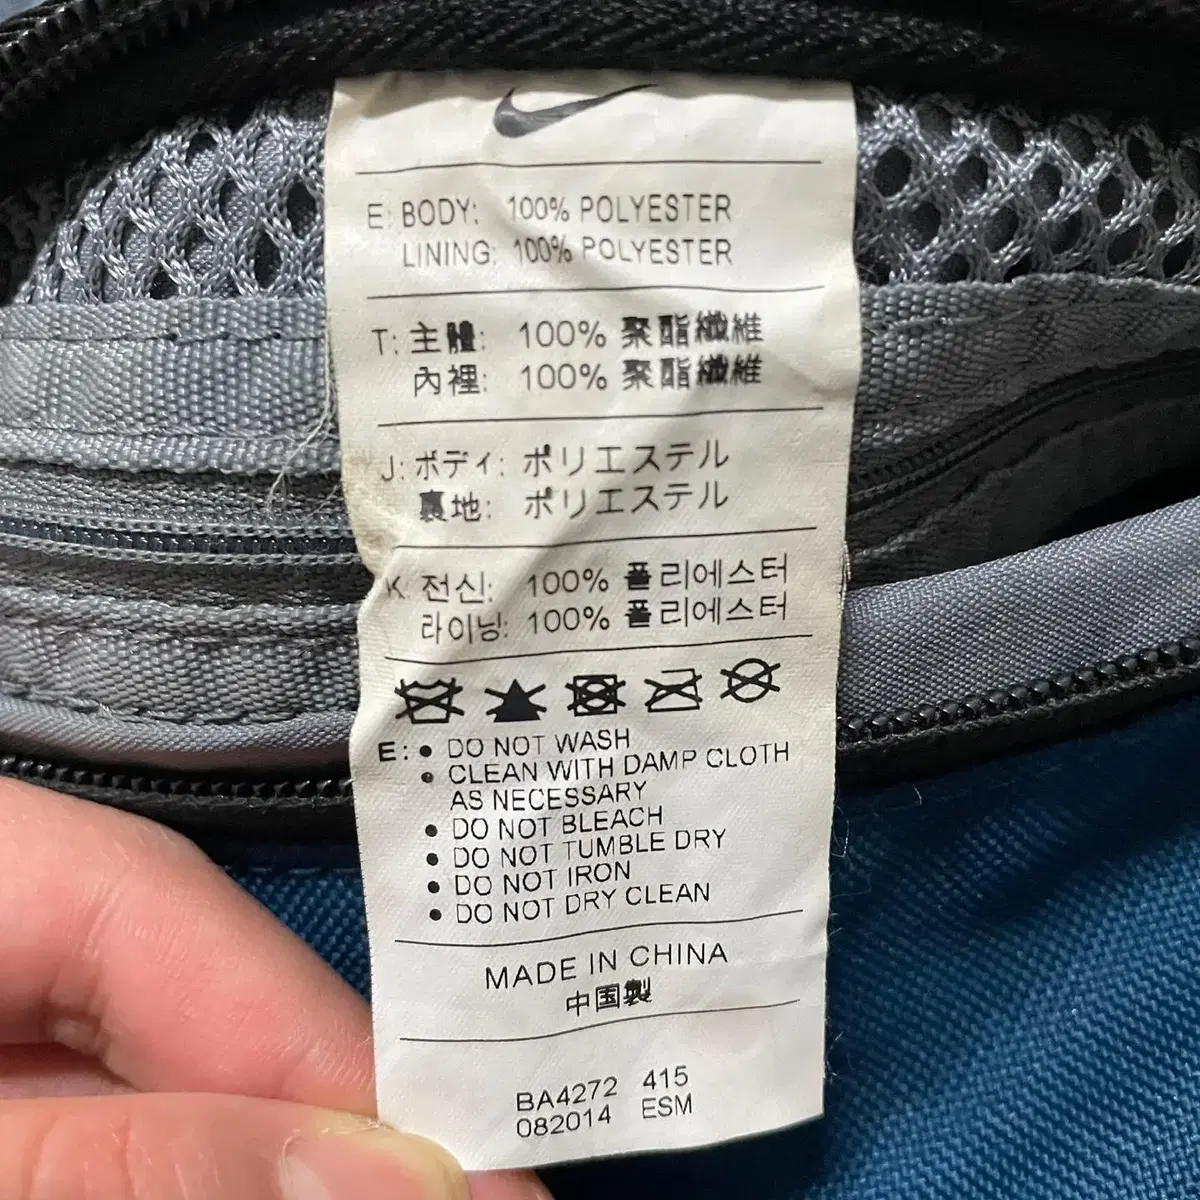 E: BODY: 100% POLYESTER
LINING: 100% POLYESTER
T: 主體: 100% 聚酯纖維
內裡: 100% 聚酯纖維
J: ボディ: ポリエステル
裏地: ポリエステル
K: 전신: 100% 폴리에스터
라이닝: 100% 폴리에스터
E: • DO NOT WASH
• CLEAN WITH DAMP CLOTH
AS NECESSARY
• DO NOT BLEACH
• DO NOT TUMBLE DRY
• DO NOT IRON
• DO NOT DRY CLEAN
MADE IN CHINA
中国製
BA4272 415
082014 ESM